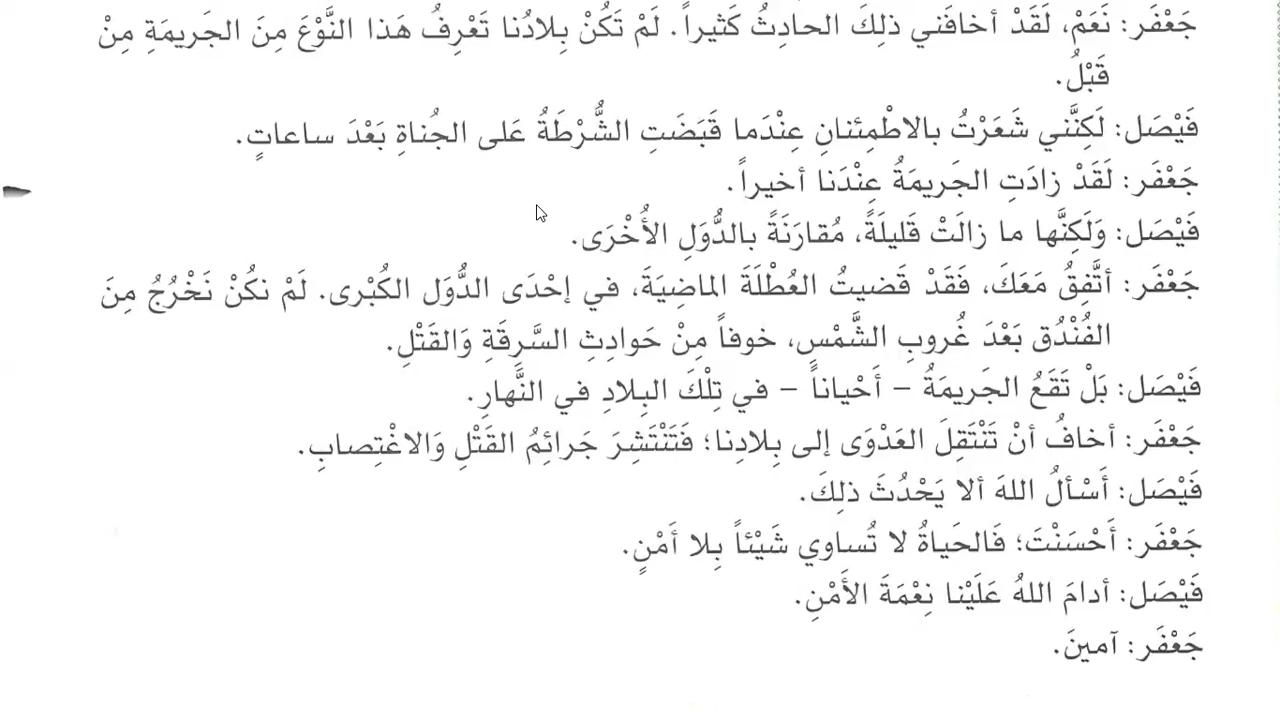 جَعْفَر: نَعَمْ، لَقَدْ أخافَني ذلِكَ الحادِثُ كَثيراً. لَمْ تَكُنْ بِلادُنا تَعْرِفُ هَذا النَّوْعَ مِنَ الجَريمَةِ مِنْ
قَبْلُ.
فَيْصَل: لَكِنَّني شَعَرْتُ بالاطْمِئنانِ عِنْدَما قَبَضَتِ الشُّرْطَةُ عَلى الجُناةِ بَعْدَ ساعاتٍ.
جَعْفَر: لَقَدْ زادَتِ الجَريمَةُ عِنْدَنا أخيراً.
فَيْصَل: وَلَكِنَّها ما زالَتْ قَليلَةً، مُقارَنَةً بالدُّوَلِ الأُخْرَى.
جَعْفَر: أتَّفِقُ مَعَكَ، فَقَدْ قَضيتُ العُطْلَةَ الماضِيَةَ، في إحْدَى الدُّوَل الكُبْرى. لَمْ نكُنْ نَخْرُجُ مِنَ
الفُنْدُق بَعْدَ غُروبِ الشَّمْسِ، خوفاً مِنْ حَوادِثِ السَّرِقَةِ وَالقَتْلِ.
فَيْصَل: بَلْ تَقَعُ الجَريمَةُ – أَحْياناً – في تِلْكَ البِلادِ في النَّهارِ.
جَعْفَر: أخافُ أنْ تَنْتَقِلَ العَدْوَى إلى بِلادِنا؛ فَتَنْتَشِرَ جَرائِمُ القَتْلِ وَالاغْتِصابِ.
فَيْصَل: أَسْألُ اللهَ ألا يَحْدُثَ ذلِكَ.
جَعْفَر: أَحْسَنْتَ؛ فَالحَياةُ لا تُساوي شَيْئاً بِلا أَمْنٍ.
فَيْصَل: أدامَ اللهُ عَلَيْنا نِعْمَةَ الأَمْنِ.
جَعْفَر: آمينَ.